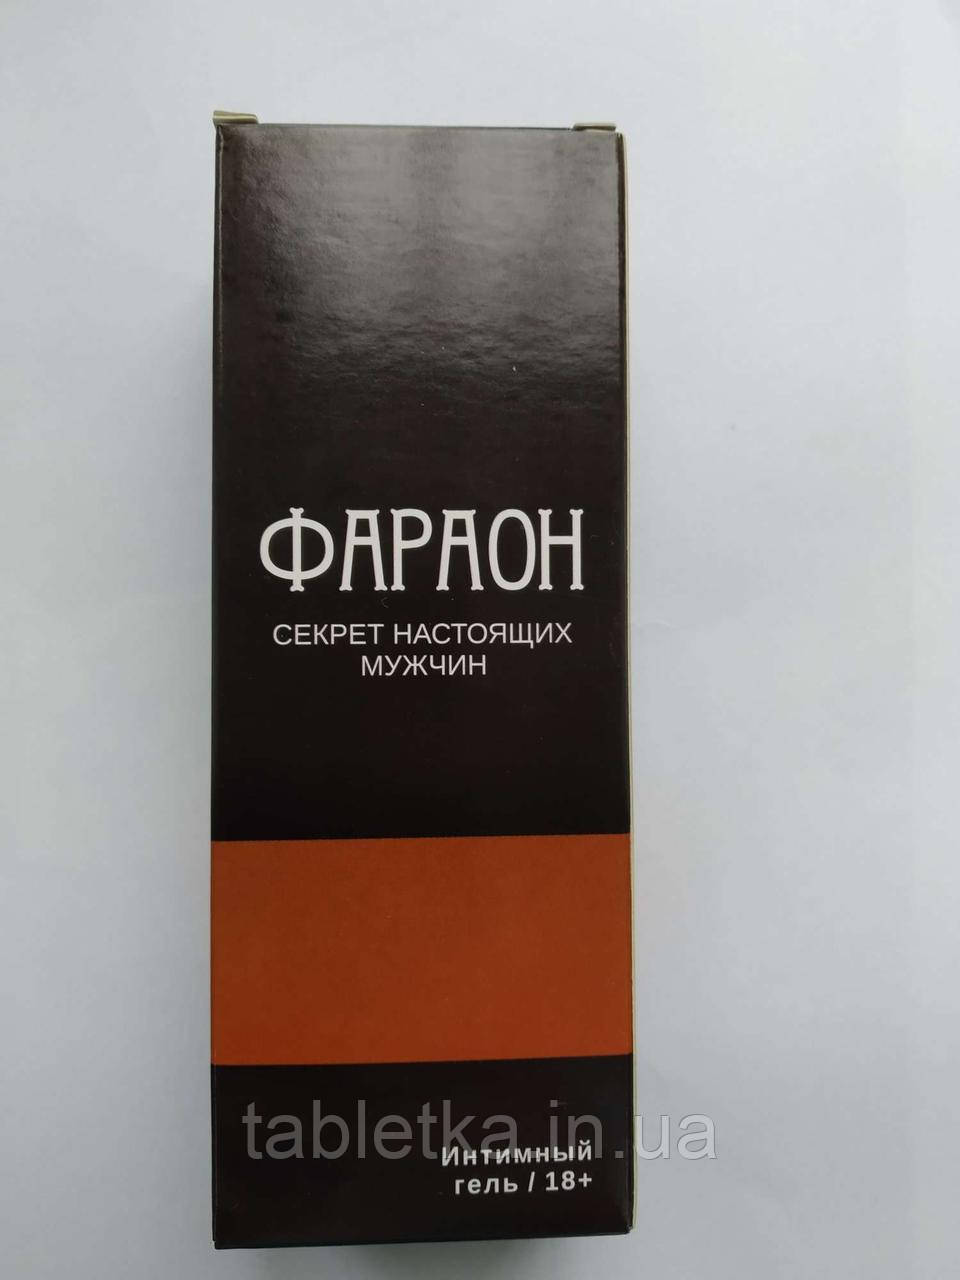 ФАРАОН
СЕКРЕТ НАСТОЯЩИХ
МУЖЧИН
tabletka.in.ua
Интимный
гель / 18+